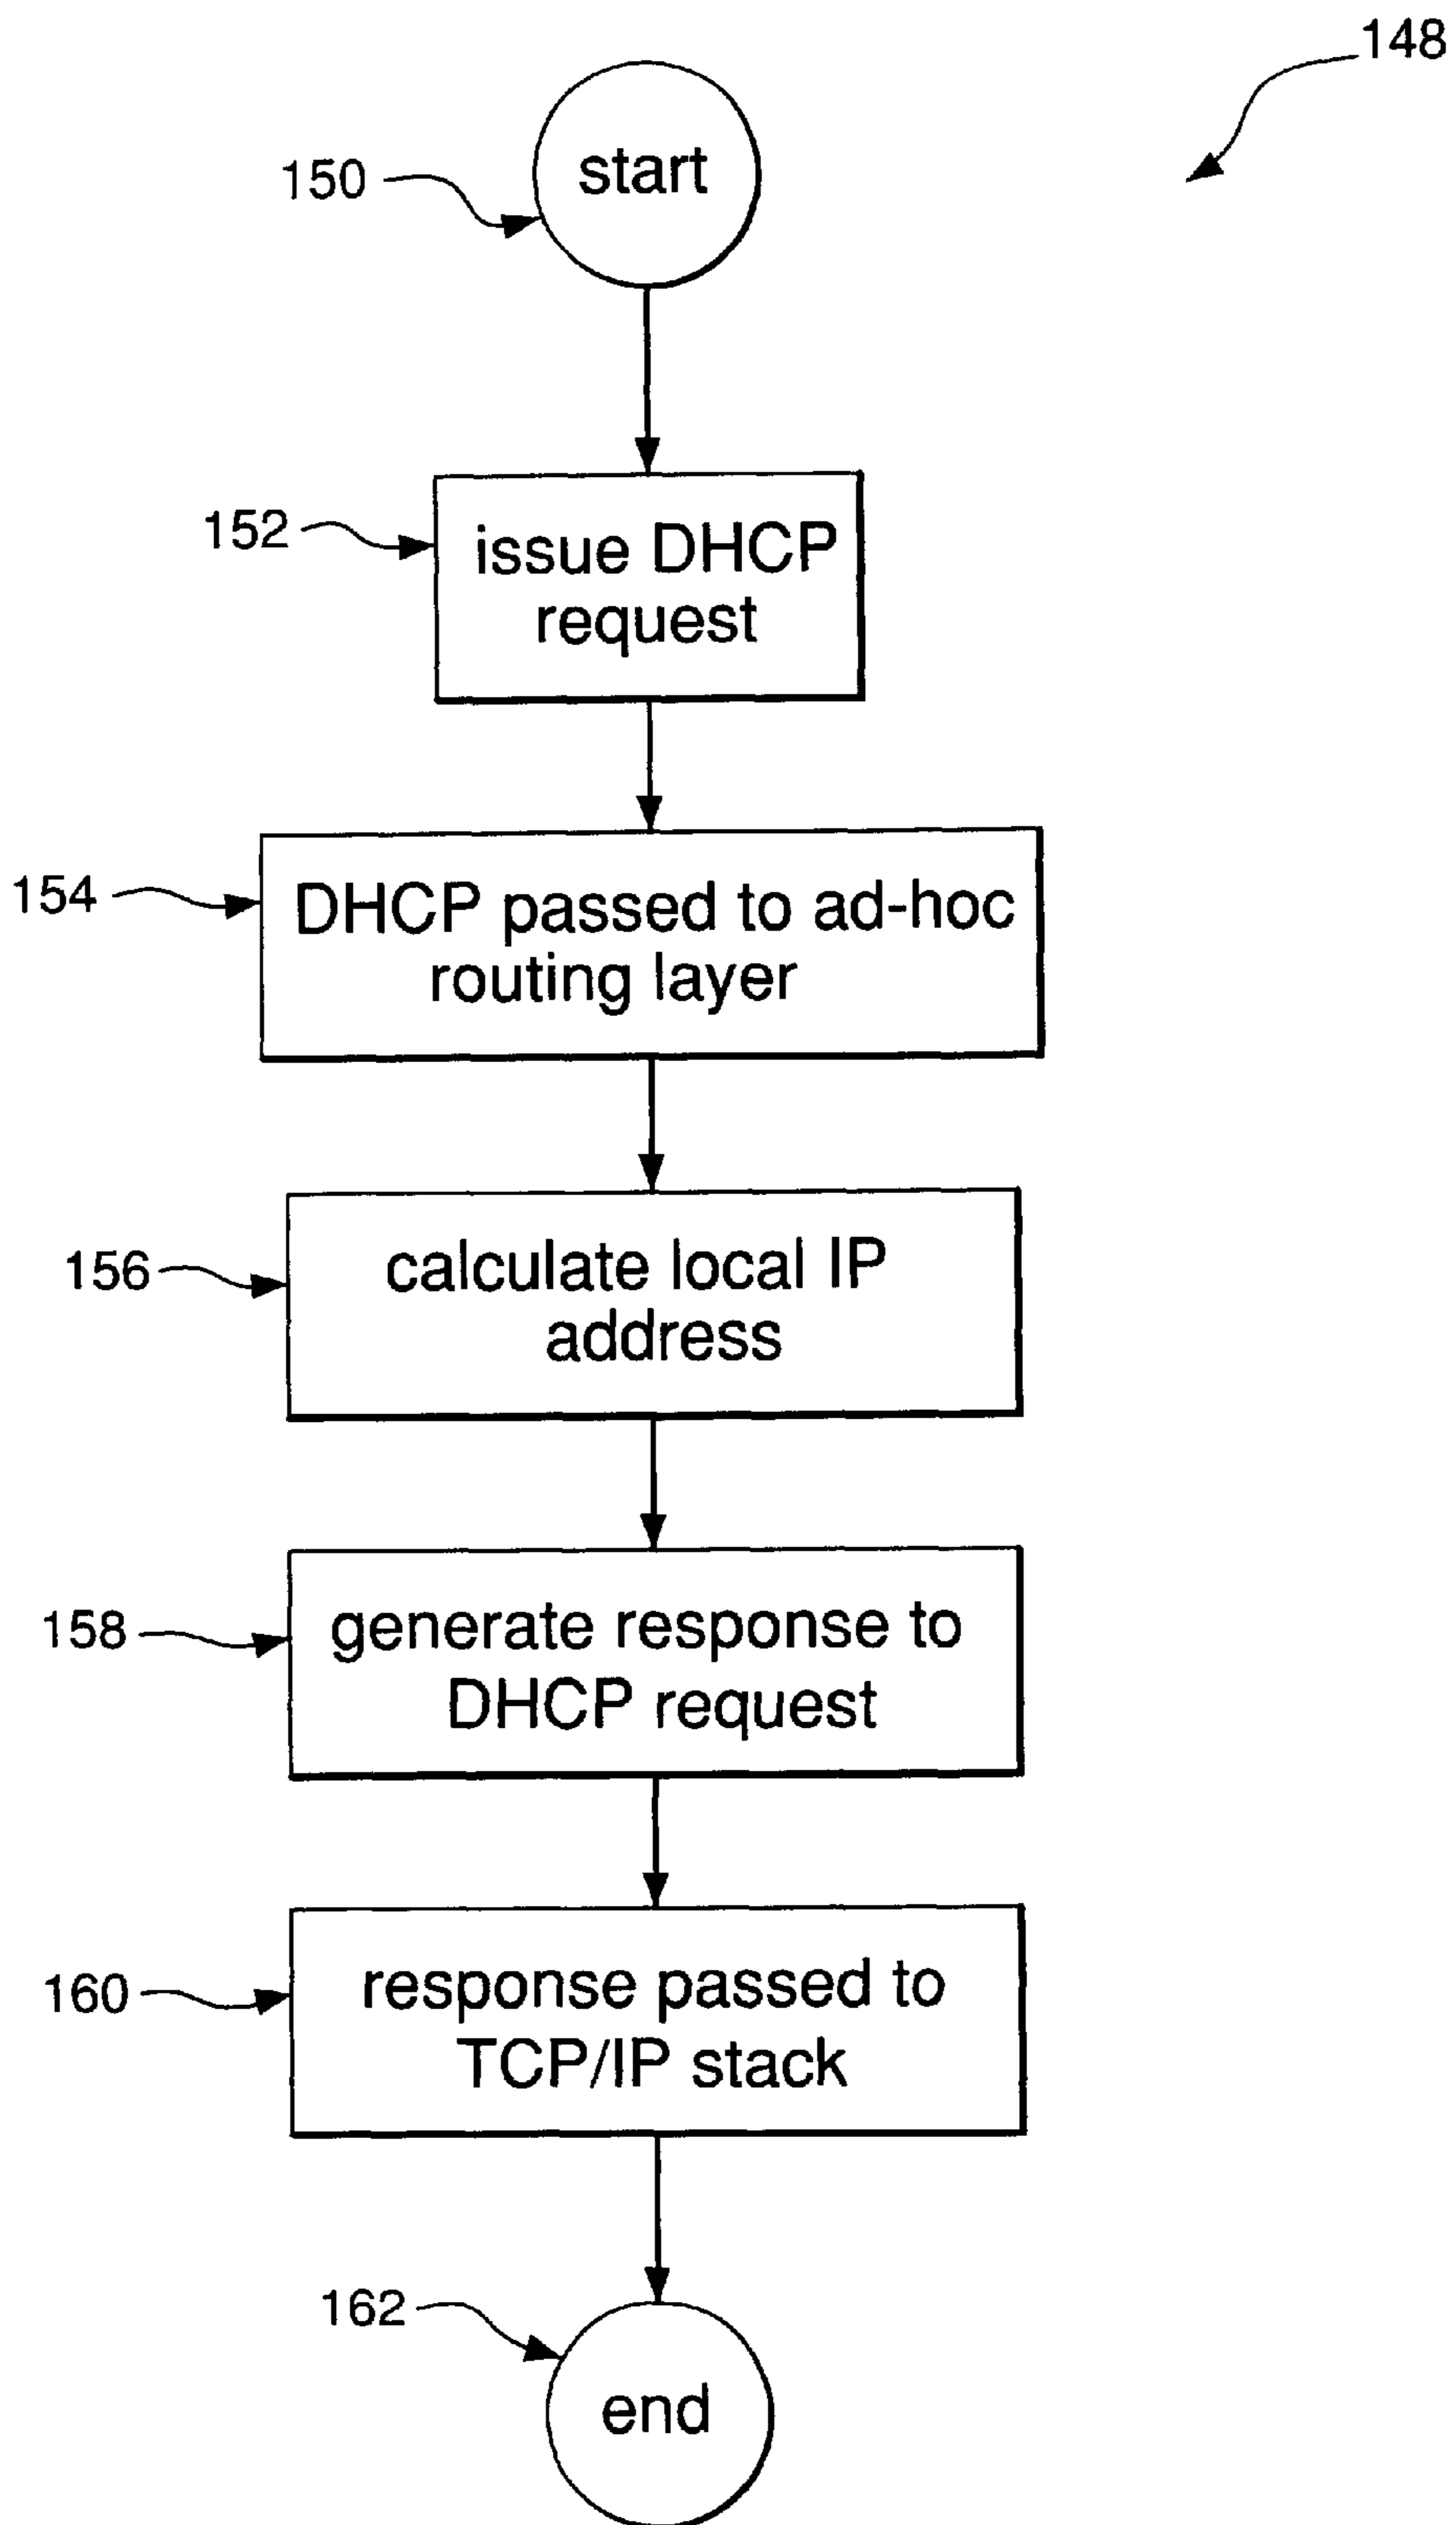 148
150
start
152
issue DHCP
request
154
DHCP passed to ad-hoc
routing layer
156
calculate local IP
address
158
generate response to
DHCP request
160
response passed to
TCP/IP stack
162
end